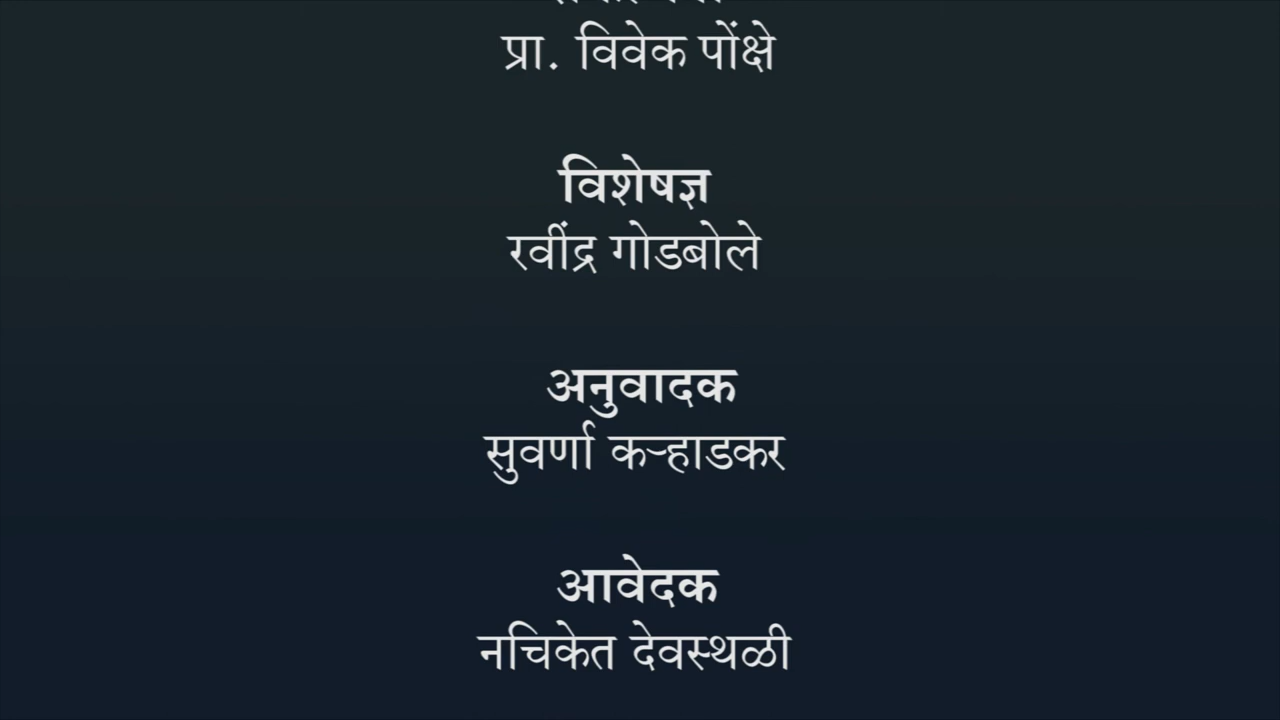 प्रा. विवेक पोंक्षे
विशेषज्ञ
रवींद्र गोडबोले
अनुवादक
सुवर्णा कऱ्हाडकर
आवेदक
नचिकेत देवस्थळी